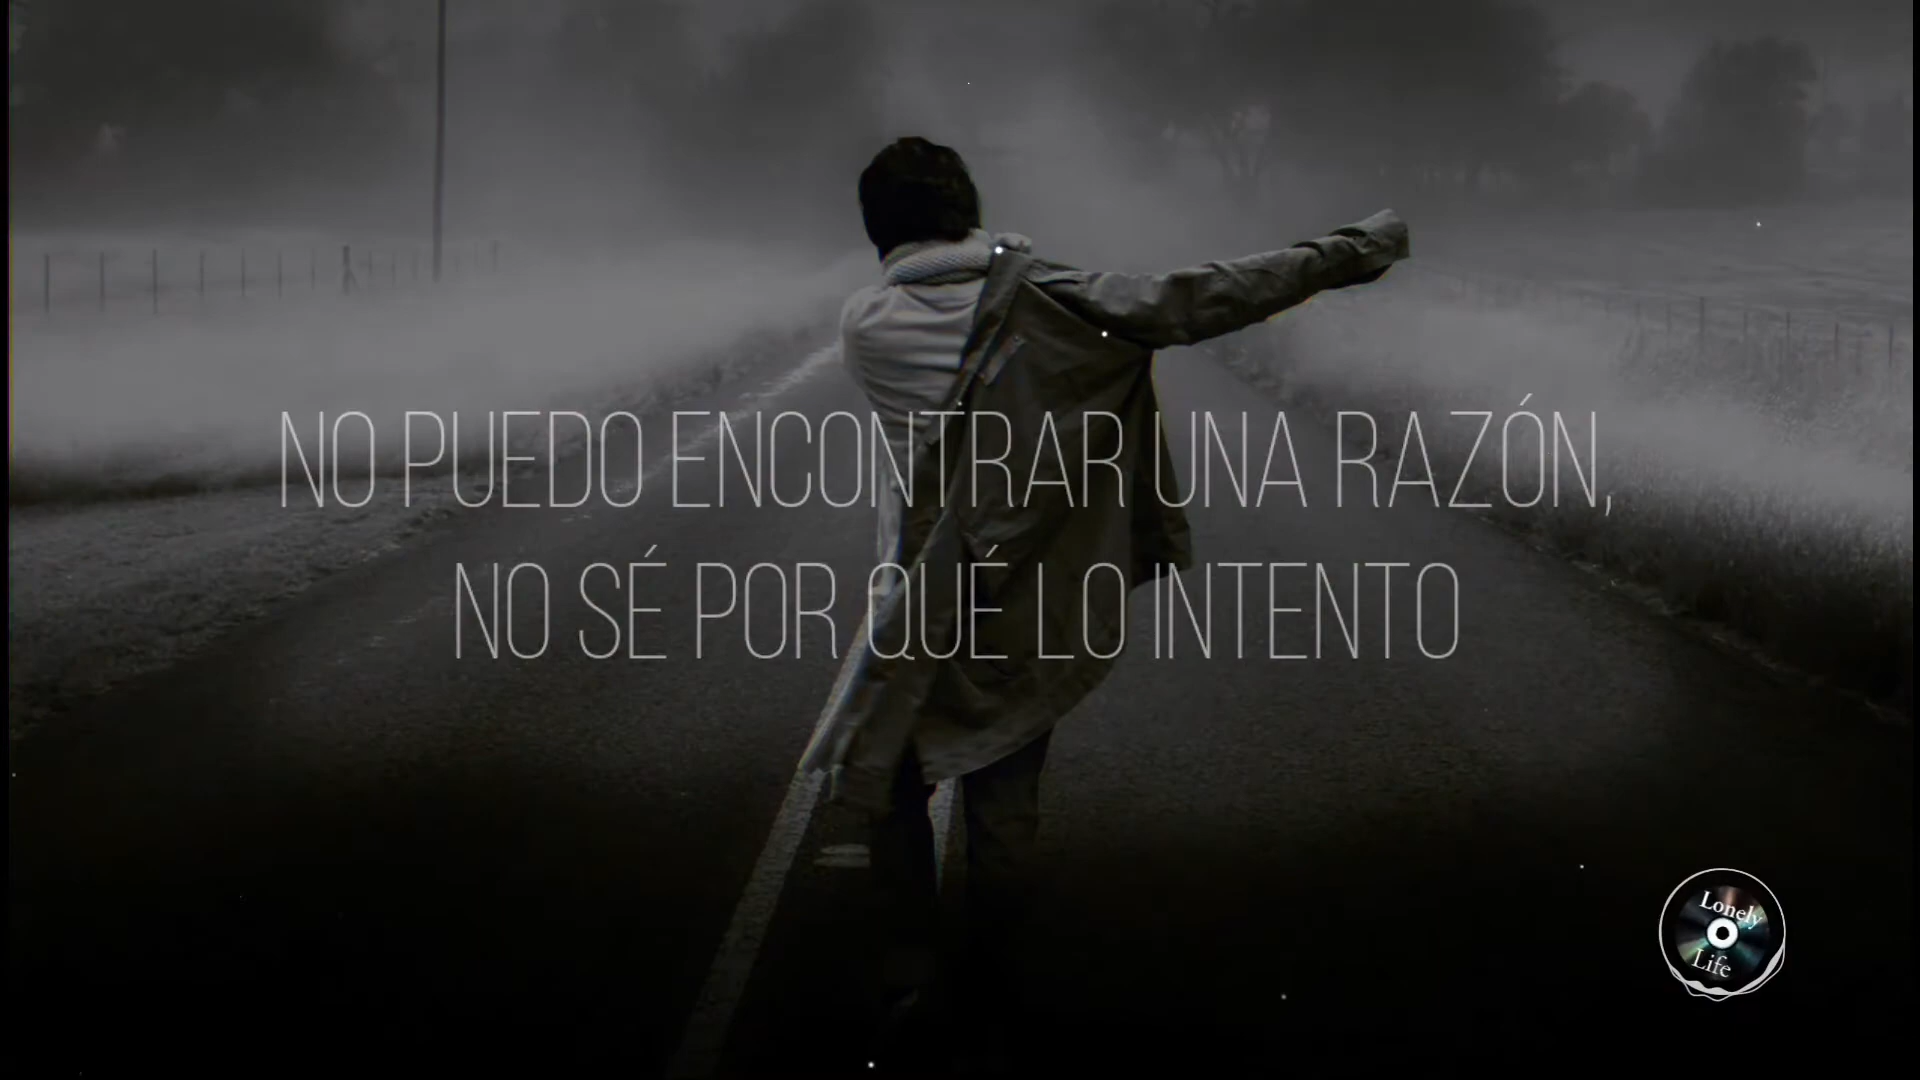 NO PUEDO ENCONTRAR UNA RAZÓN,
NO SÉ POR QUÉ LO INTENTO
Lonely
Life